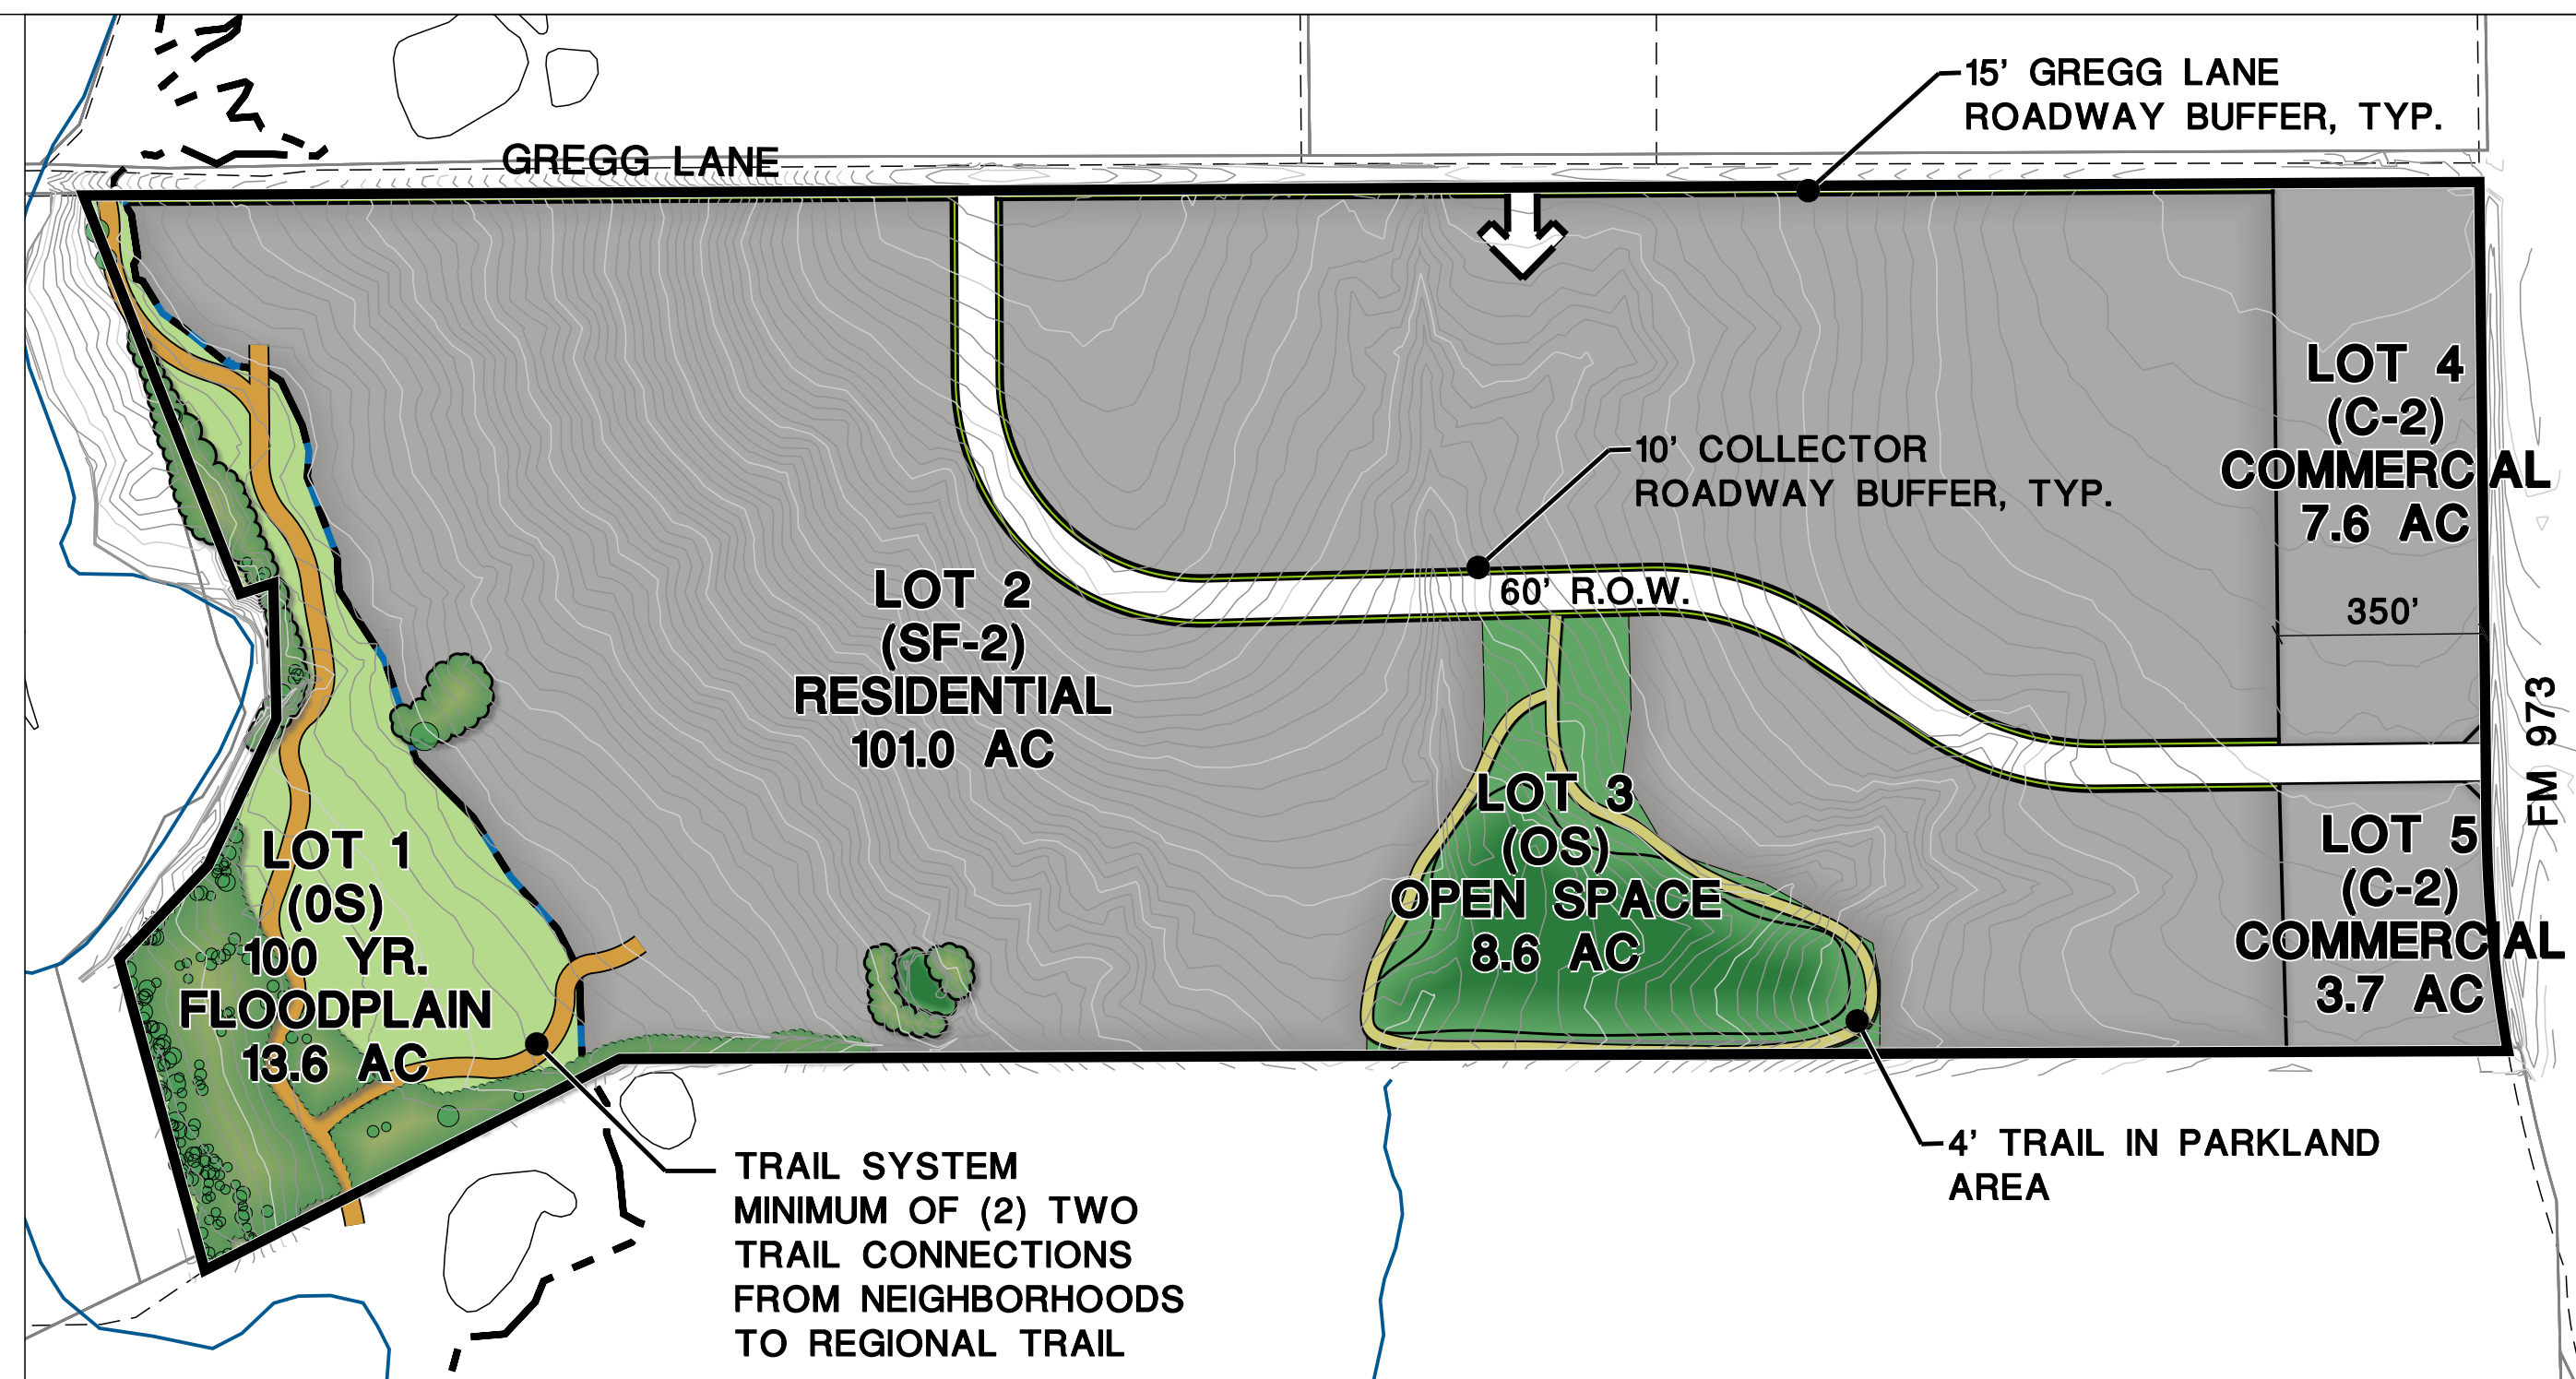 15' GREGG LANE
ROADWAY BUFFER, TYP.
GREGG LANE
LOT 4
(C-2)
COMMERCIAL
7.6 AC
10' COLLECTOR
ROADWAY BUFFER, TYP.
60' R.O.W.
350'
LOT 2
(SF-2)
RESIDENTIAL
101.0 AC
FM 973
LOT 3
(OS)
OPEN SPACE
8.6 AC
LOT 5
(C-2)
COMMERCIAL
3.7 AC
LOT 1
(0S)
100 YR.
FLOODPLAIN
13.6 AC
4' TRAIL IN PARKLAND
AREA
TRAIL SYSTEM
MINIMUM OF (2) TWO
TRAIL CONNECTIONS
FROM NEIGHBORHOODS
TO REGIONAL TRAIL